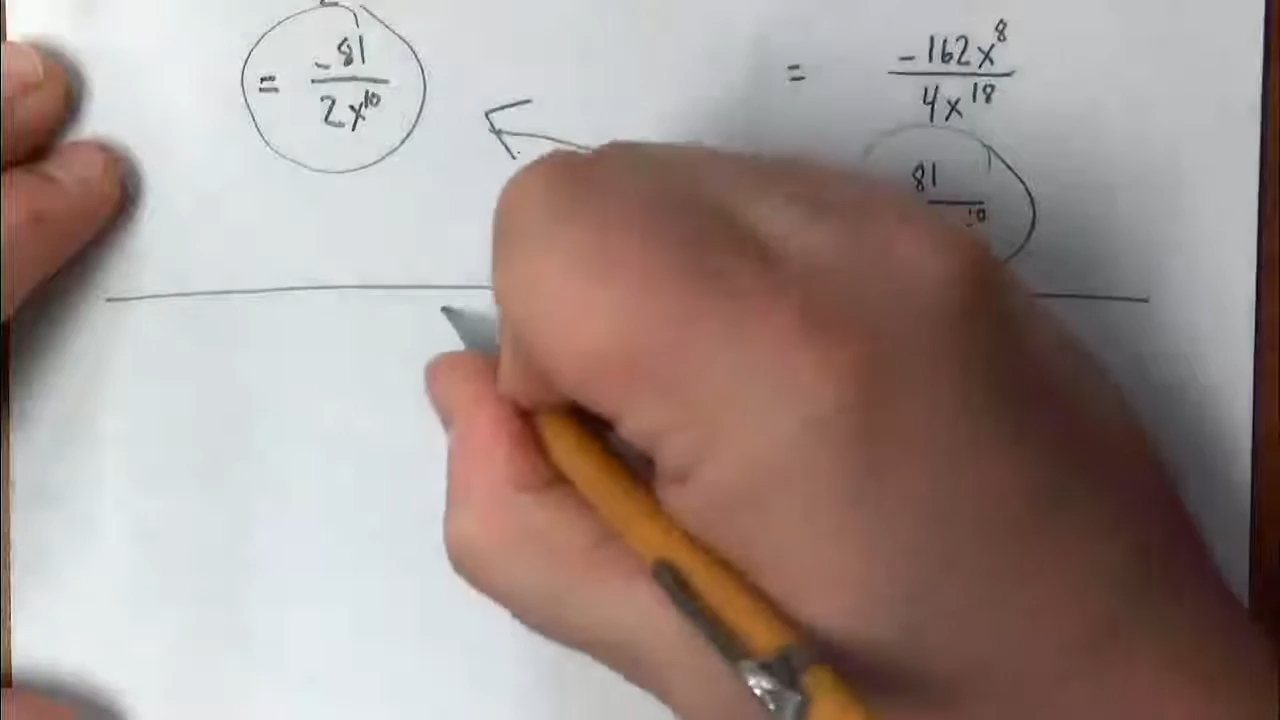 = -81/2x¹⁰
= -162x⁸/4x¹⁸
81